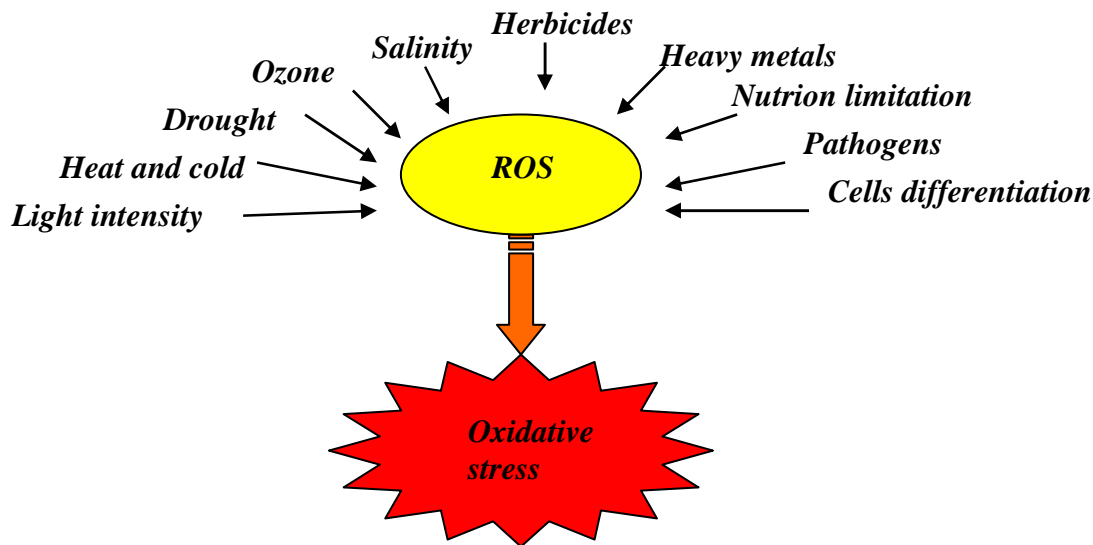 Herbicides
Salinity
Heavy metals
Ozone
Nutrion limitation
Drought
Pathogens
Heat and cold
ROS
Cells differentiation
Light intensity
Oxidative
stress